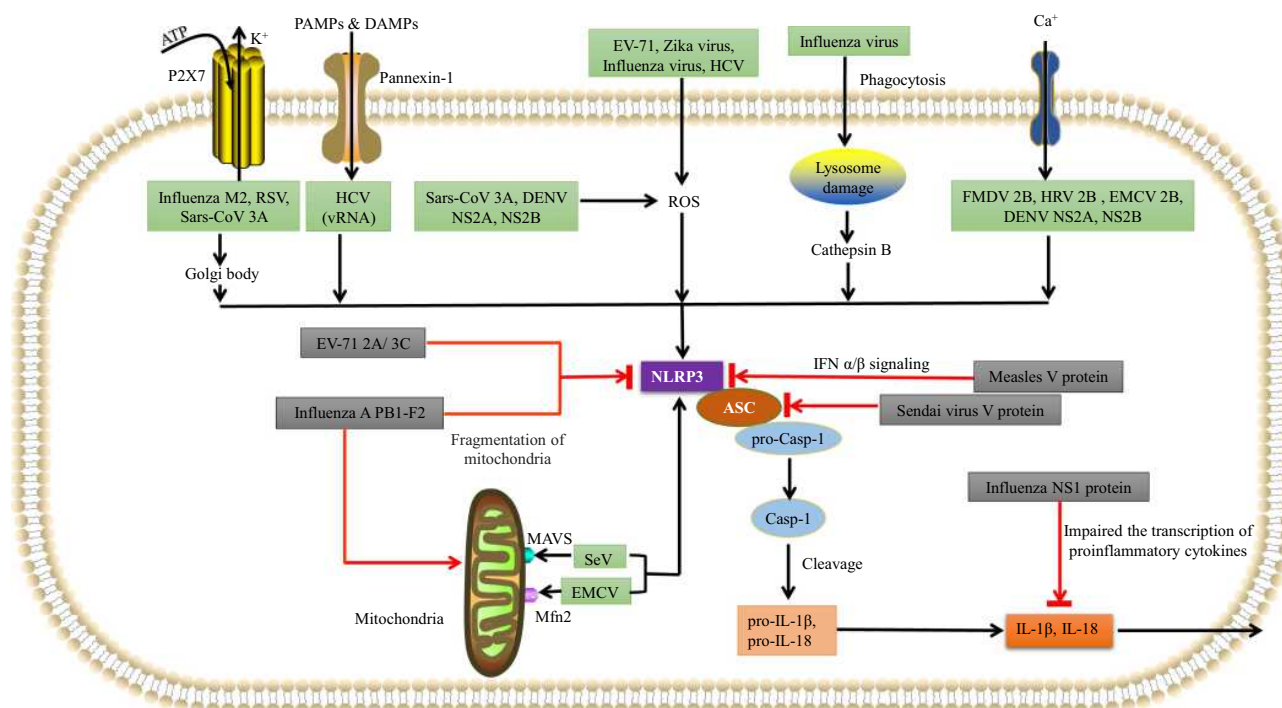 ATP
K+
P2X7
PAMPs & DAMPs
Pannexin-1
EV-71, Zika virus,
Influenza virus, HCV
Influenza virus
Phagocytosis
Ca+
Influenza M2, RSV,
Sars-CoV 3A
HCV
(vRNA)
Sars-CoV 3A, DENV
NS2A, NS2B
ROS
Lysosome
damage
FMDV 2B, HRV 2B , EMCV 2B,
DENV NS2A, NS2B
Golgi body
Cathepsin B
EV-71 2A/ 3C
NLRP3
IFN α/β signaling
Measles V protein
Influenza A PB1-F2
ASC
Sendai virus V protein
Fragmentation of
mitochondria
pro-Casp-1
Influenza NS1 protein
Casp-1
MAVS
SeV
Impaired the transcription of
proinflammatory cytokines
Cleavage
EMCV
Mitochondria
Mfn2
pro-IL-1β,
pro-IL-18
IL-1β, IL-18